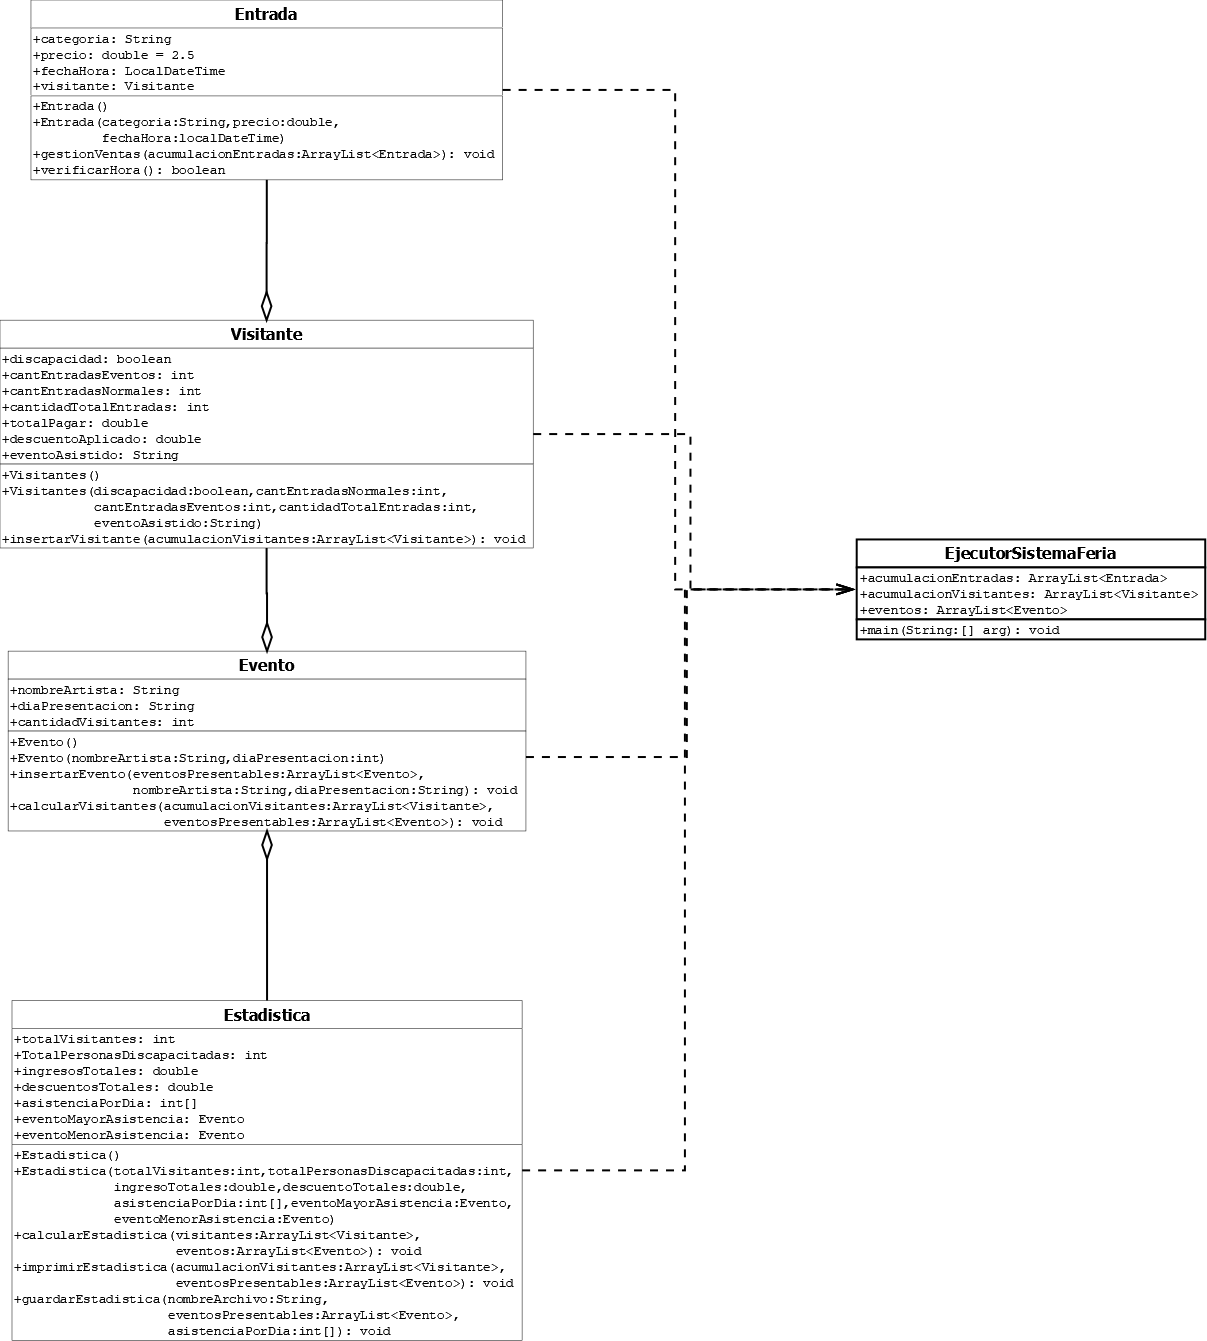 Entrada
+categoria: String
+precio: double = 2.5
+fechaHora: LocalDateTime
+visitante: Visitante
+Entrada()
+Entrada(categoria:String,precio:double,
fechaHora:localDateTime)
+gestionVentas(acumulacionEntradas:ArrayList<Entrada>): void
+verificarHora(): boolean
Visitante
+discapacidad: boolean
+cantEntradasEventos: int
+cantEntradasNormales: int
+cantidadTotalEntradas: int
+totalPagar: double
+descuentoAplicado: double
+eventoAsistido: String
+Visitantes()
+Visitantes(discapacidad:boolean,cantEntradasNormales:int,
cantEntradasEventos:int,cantidadTotalEntradas:int,
eventoAsistido:String)
+insertarVisitante(acumulacionVisitantes:ArrayList<Visitante>): void
EjecutorSistemaFeria
+acumulacionEntradas: ArrayList<Entrada>
+acumulacionVisitantes: ArrayList<Visitante>
+eventos: ArrayList<Evento>
+main(String:[] arg): void
Evento
+nombreArtista: String
+diaPresentacion: String
+cantidadVisitantes: int
+Evento()
+Evento(nombreArtista:String,diaPresentacion:int)
+insertarEvento(eventosPresentables:ArrayList<Evento>,
nombreArtista:String,diaPresentacion:String): void
+calcularVisitantes(acumulacionVisitantes:ArrayList<Visitante>,
eventosPresentables:ArrayList<Evento>): void
Estadistica
+totalVisitantes: int
+TotalPersonasDiscapacitadas: int
+ingresosTotales: double
+descuentosTotales: double
+asistenciaPorDia: int[]
+eventoMayorAsistencia: Evento
+eventoMenorAsistencia: Evento
+Estadistica()
+Estadistica(totalVisitantes:int,totalPersonasDiscapacitadas:int,
ingresoTotales:double,descuentoTotales:double,
asistenciaPorDia:int[],eventoMayorAsistencia:Evento,
eventoMenorAsistencia:Evento)
+calcularEstadistica(visitantes:ArrayList<Visitante>,
eventos:ArrayList<Evento>): void
+imprimirEstadistica(acumulacionVisitantes:ArrayList<Visitante>,
eventosPresentables:ArrayList<Evento>): void
+guardarEstadistica(nombreArchivo:String,
eventosPresentables:ArrayList<Evento>,
asistenciaPorDia:int[]): void